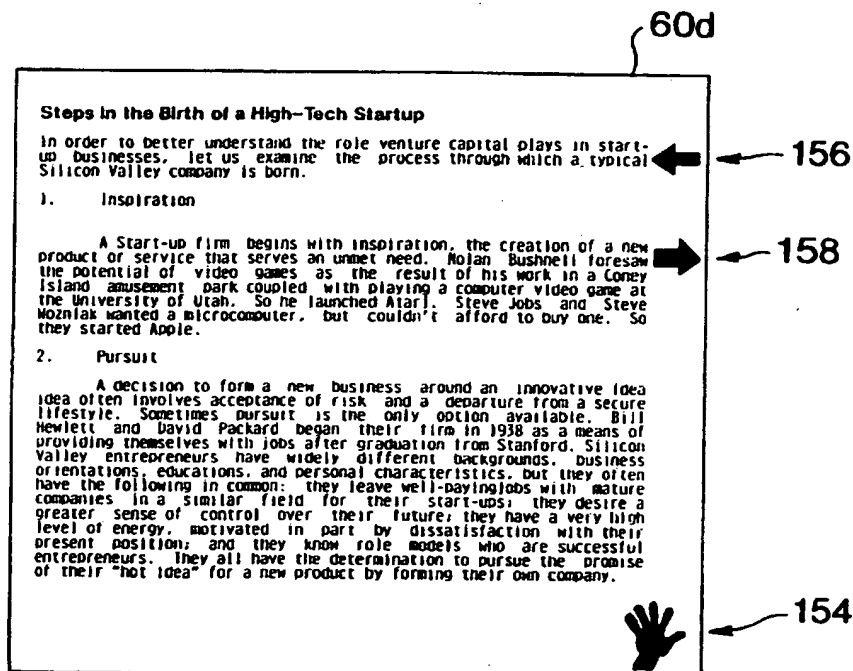 60d
Steps in the Birth of a High-Tech Startup
In order to better understand the role venture capital plays in start-
up businesses, let us examine the process through which a typical
Silicon Valley company is born.
156
1. Inspiration
A Start-up firm begins with inspiration, the creation of a new
product or service that serves an unmet need. Nolan Bushnell foresaw
the potential of video games as the result of his work in a Coney
Island amusement park coupled with playing a computer video game at
the University of Utah. So he launched Atari. Steve Jobs and Steve
Wozniak wanted a microcomputer, but couldn't afford to buy one. So
they started Apple.
158
2. Pursuit
A decision to form a new business around an innovative idea
idea often involves acceptance of risk and a departure from a secure
lifestyle. Sometimes pursuit is the only option available. Bill
Hewlett and David Packard began their firm in 1938 as a means of
providing themselves with jobs after graduation from Stanford. Silicon
Valley entrepreneurs have widely different backgrounds, business
orientations, educations, and personal characteristics, but they often
have the following in common: they leave well-payingjobs with mature
companies in a similar field for their start-ups; they desire a
greater sense of control over their future; they have a very high
level of energy, motivated in part by dissatisfaction with their
present position; and they know role models who are successful
entrepreneurs. They all have the determination to pursue the promise
of their "hot idea" for a new product by forming their own company.
154